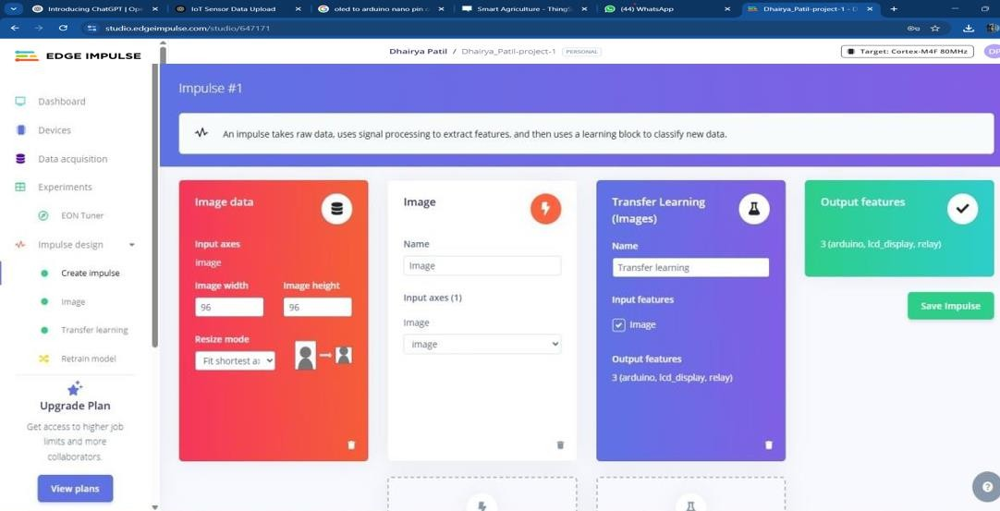 Introducing ChatGPT | Ope
IoT Sensor Data Upload
oled to arduino nano pin
Smart Agriculture - Thing
(44) WhatsApp
Dhairya_Patil-project-1 - D
studio.edgeimpulse.com/studio/647171
EDGE IMPULSE
Dhairya Patil / Dhairya_Patil-project-1 PERSONAL
Target: Cortex-M4F 80MHz
DP
Dashboard
Devices
Data acquisition
Experiments
EON Tuner
Impulse design
Create impulse
Image
Transfer learning
Retrain model
Upgrade Plan
Get access to higher job
limits and more
collaborators.
View plans
Impulse #1
An impulse takes raw data, uses signal processing to extract features, and then uses a learning block to classify new data.
Image data
Input axes
image
Image width
Image height
96
96
Resize mode
Fit shortest a
Image
Name
Image
Input axes (1)
Image
image
Transfer Learning
(Images)
Name
Transfer learning
Input features
Image
Output features
3 (arduino, lcd_display, relay)
Output features
3 (arduino, lcd_display, relay)
Save Impulse